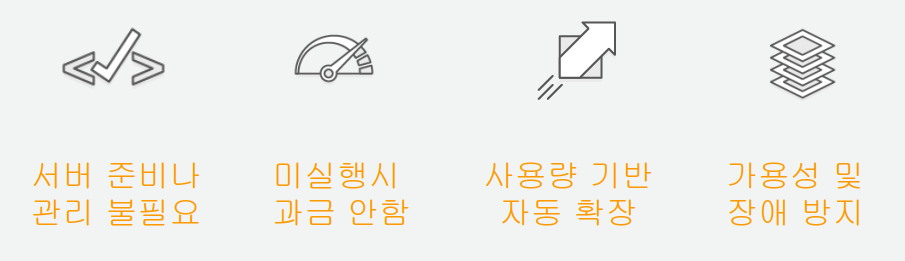 서버 준비나
관리 불필요
미실행시
과금 안함
사용량 기반
자동 확장
가용성 및
장애 방지